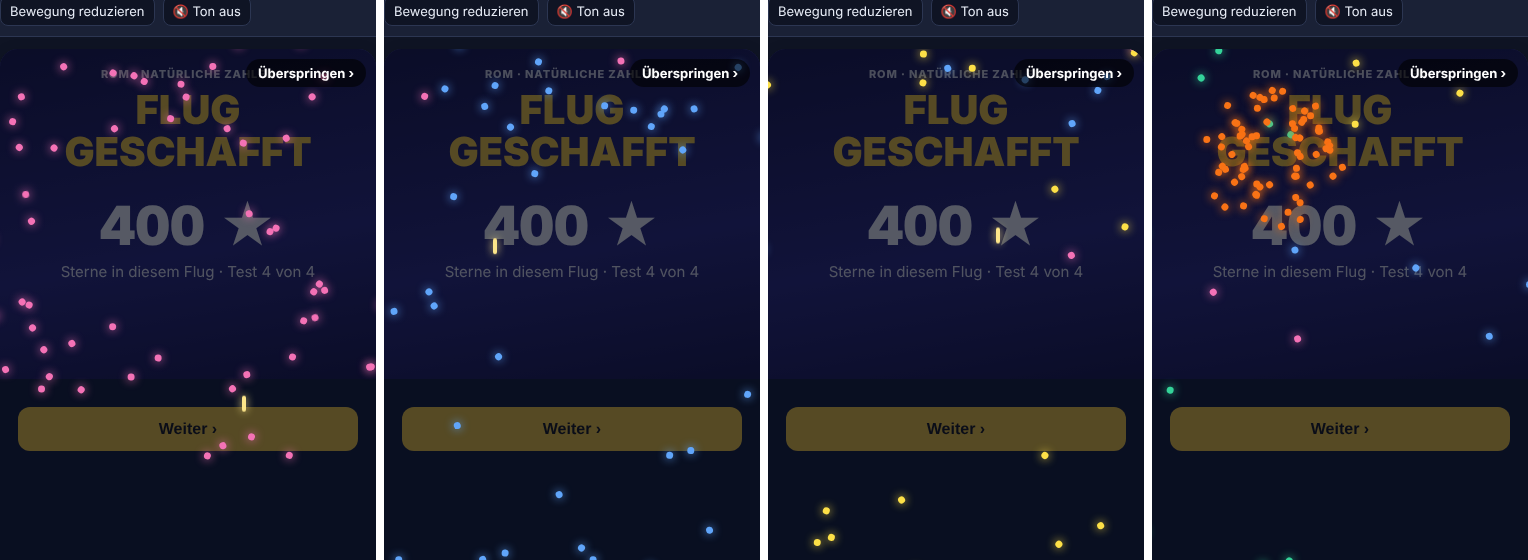 Bewegung reduzieren 🔇 Ton aus
ROM · NATÜRLICHE ZAHL
Überspringen ›
FLUG
GESCHAFFT
400 ★
Sterne in diesem Flug · Test 4 von 4
Weiter ›
Bewegung reduzieren 🔇 Ton aus
ROM · NATÜRLICHE ZAHL
Überspringen ›
FLUG
GESCHAFFT
400 ★
Sterne in diesem Flug · Test 4 von 4
Weiter ›
Bewegung reduzieren 🔇 Ton aus
ROM · NATÜRLICHE ZAHL
Überspringen ›
FLUG
GESCHAFFT
400 ★
Sterne in diesem Flug · Test 4 von 4
Weiter ›
Bewegung reduzieren 🔇 Ton aus
ROM · NATÜRLICHE ZAHL
Überspringen ›
FLUG
GESCHAFFT
400 ★
Sterne in diesem Flug · Test 4 von 4
Weiter ›